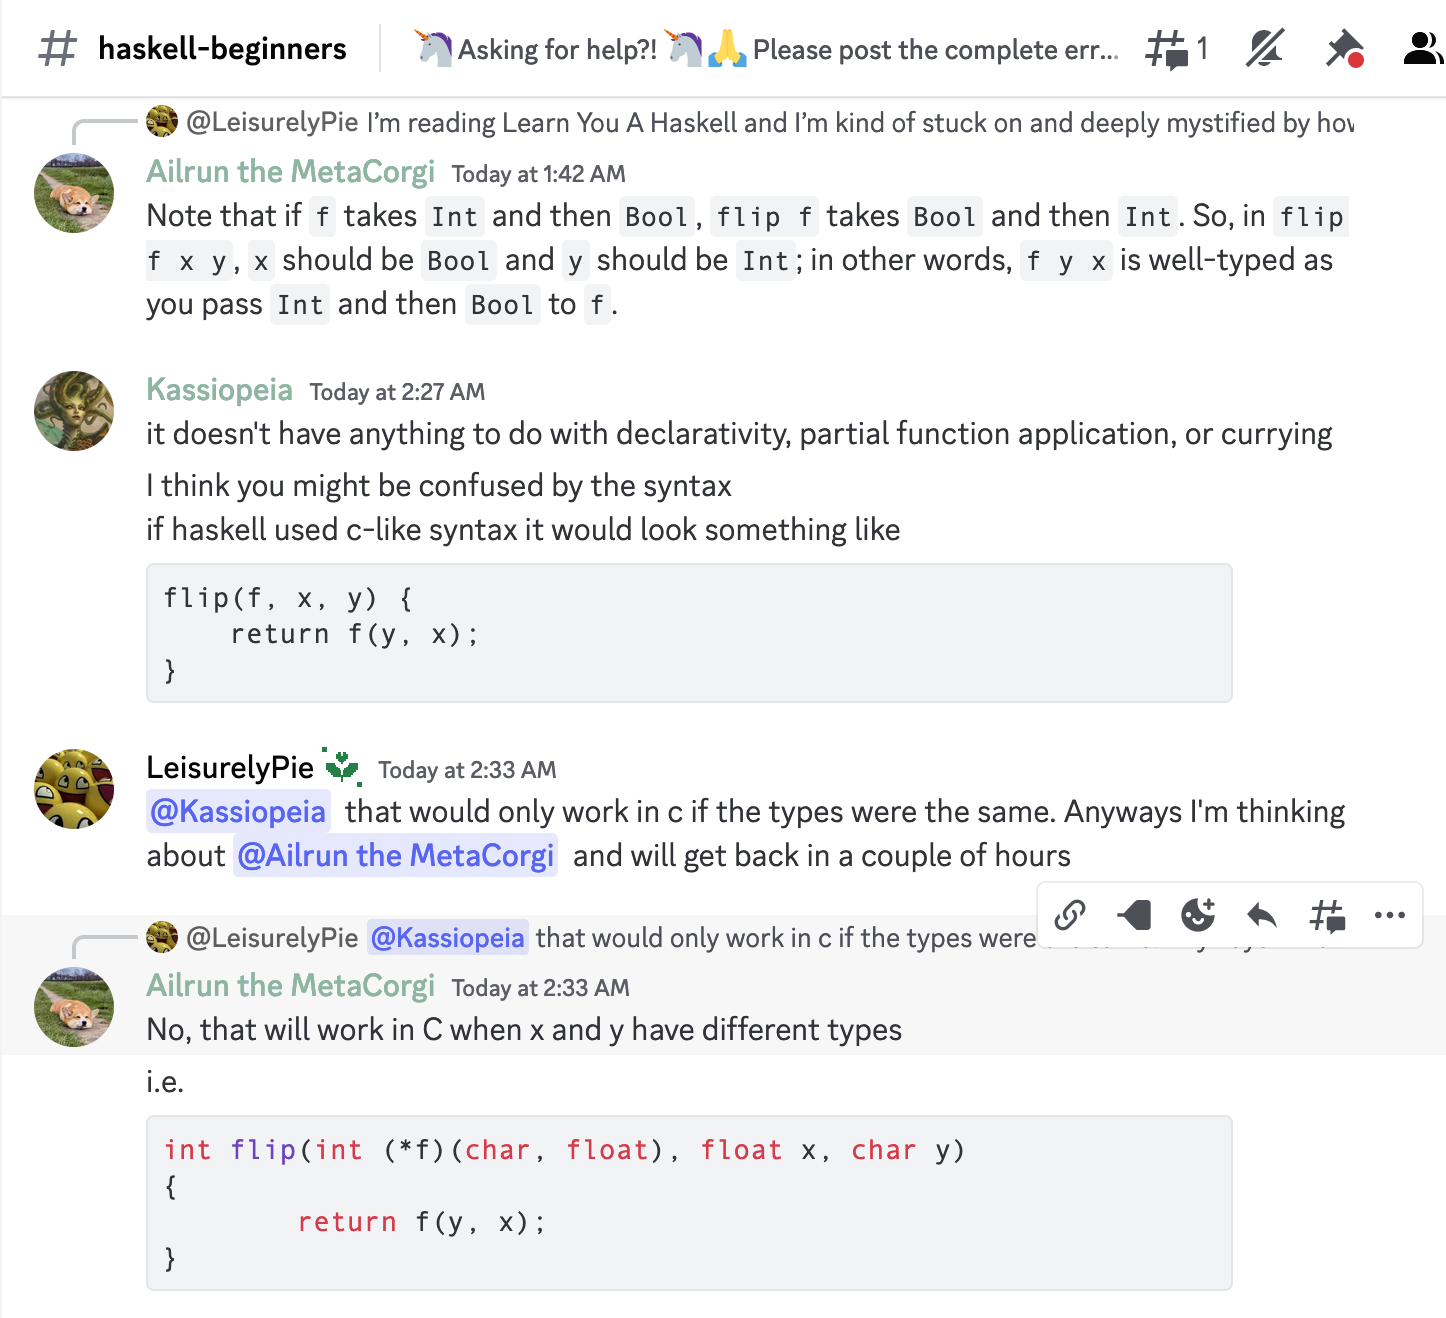 haskell-beginners
🦄Asking for help?! 🦄🙏Please post the complete err...
1
@LeisurelyPie I'm reading Learn You A Haskell and I'm kind of stuck on and deeply mystified by
Ailrun the MetaCorgi Today at 1:42 AM
Note that if f takes Int and then Bool, flip f takes Bool and then Int. So, in flip
f x y, x should be Bool and y should be Int; in other words, f y x is well-typed as
you pass Int and then Bool to f.
Kassiopeia Today at 2:27 AM
it doesn't have anything to do with declarativity, partial function application, or currying
I think you might be confused by the syntax
if haskell used c-like syntax it would look something like
flip(f, x, y) {
    return f(y, x);
}
LeisurelyPie Today at 2:33 AM
@Kassiopeia that would only work in c if the types were the same. Anyways I'm thinking
about @Ailrun the MetaCorgi and will get back in a couple of hours
@LeisurelyPie @Kassiopeia that would only work in c if the types were
Ailrun the MetaCorgi Today at 2:33 AM
No, that will work in C when x and y have different types
i.e.
int flip(int (*f)(char, float), float x, char y)
{
        return f(y, x);
}